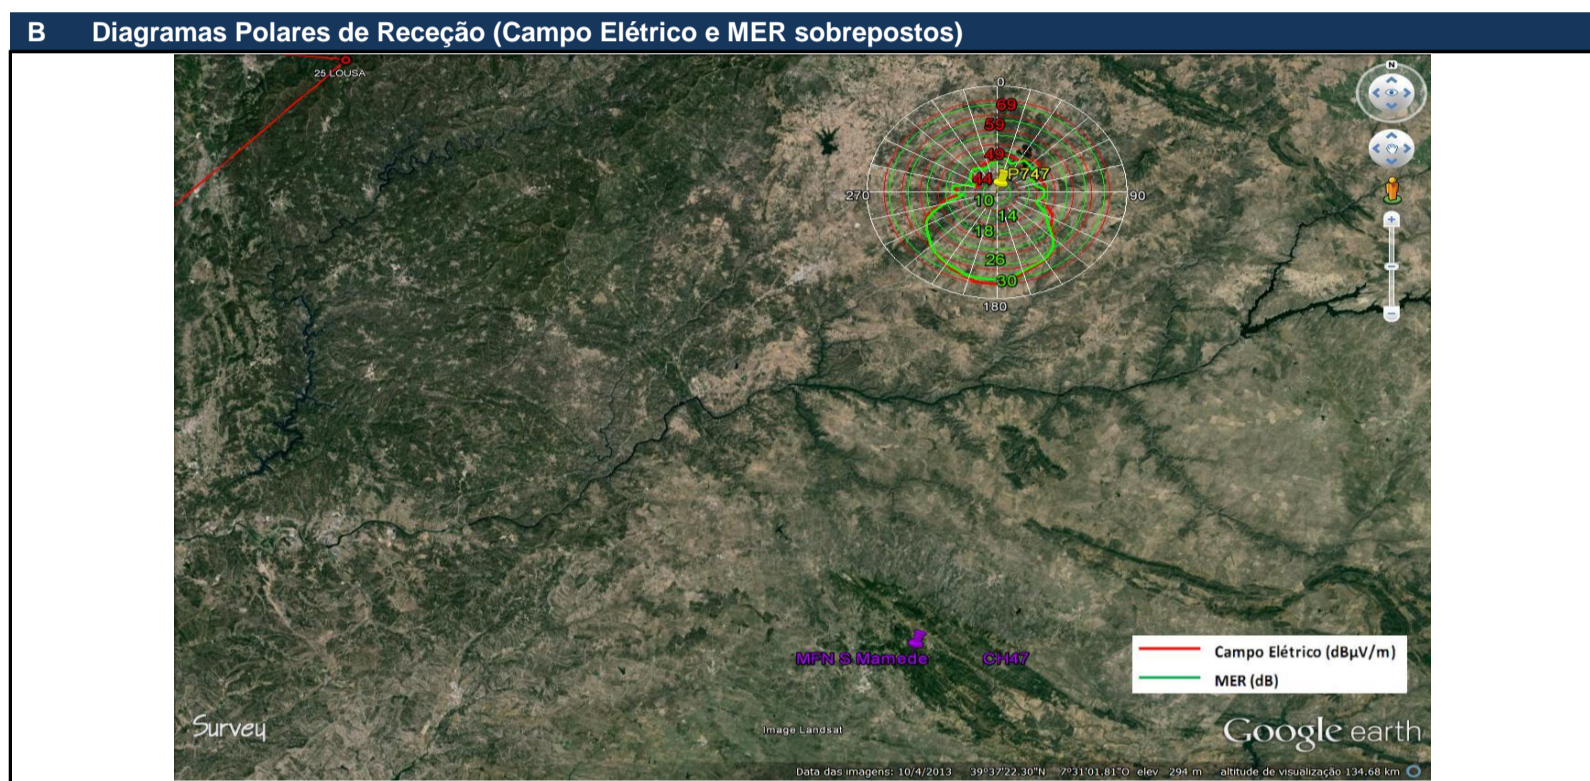 B Diagramas Polares de Receção (Campo Elétrico e MER sobrepostos)
25 LOUSA
N
0
69
59
49
44
P747
270
90
10
14
18
26
30
180
MFN S Mamede CH47
Campo Elétrico (dBµV/m)
MER (dB)
Survey
Image Landsat
Google earth
Data das imagens: 10/4/2013 39°37'22.30"N 7°31'01.81"O elev 294 m altitude de visualização 134.68 km